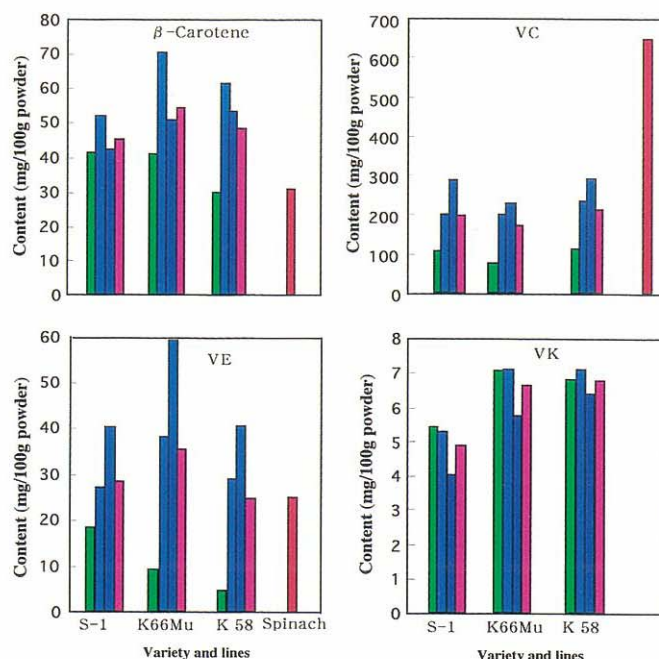 β-Carotene
Content (mg/100g powder)
80
70
60
50
40
30
20
10
0
VC
Content (mg/100g powder)
700
600
500
400
300
200
100
0
VE
Content (mg/100g powder)
60
50
40
30
20
10
0
S-1 K66Mu K 58 Spinach
Variety and lines
VK
Content (mg/100g powder)
8
7
6
5
4
3
2
1
0
S-1 K66Mu K 58
Variety and lines